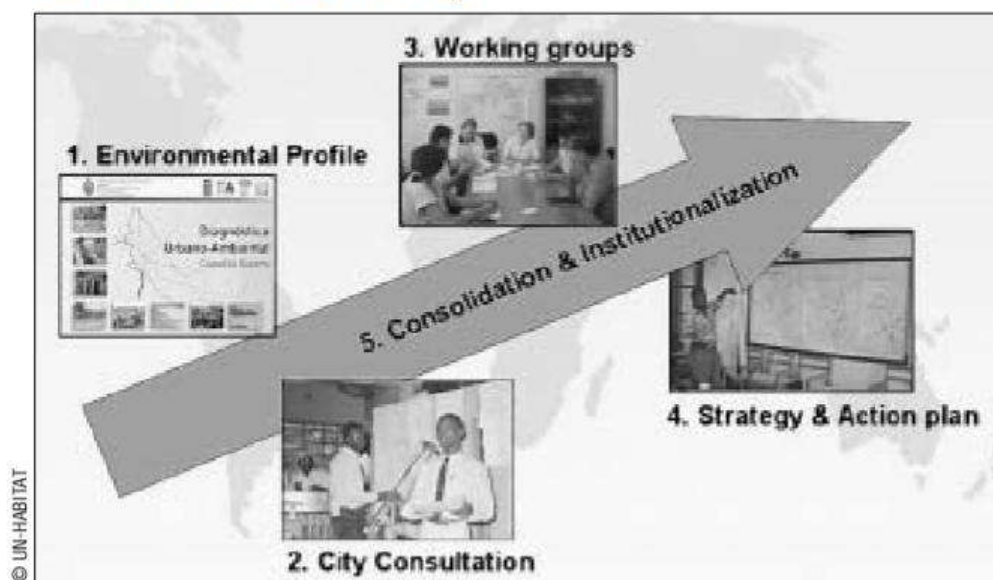 3. Working groups
1. Environmental Profile
Diagnóstico
Urbano-Ambiental
5. Consolidation & Institutionalization
4. Strategy & Action plan
2. City Consultation
© UN-HABITAT